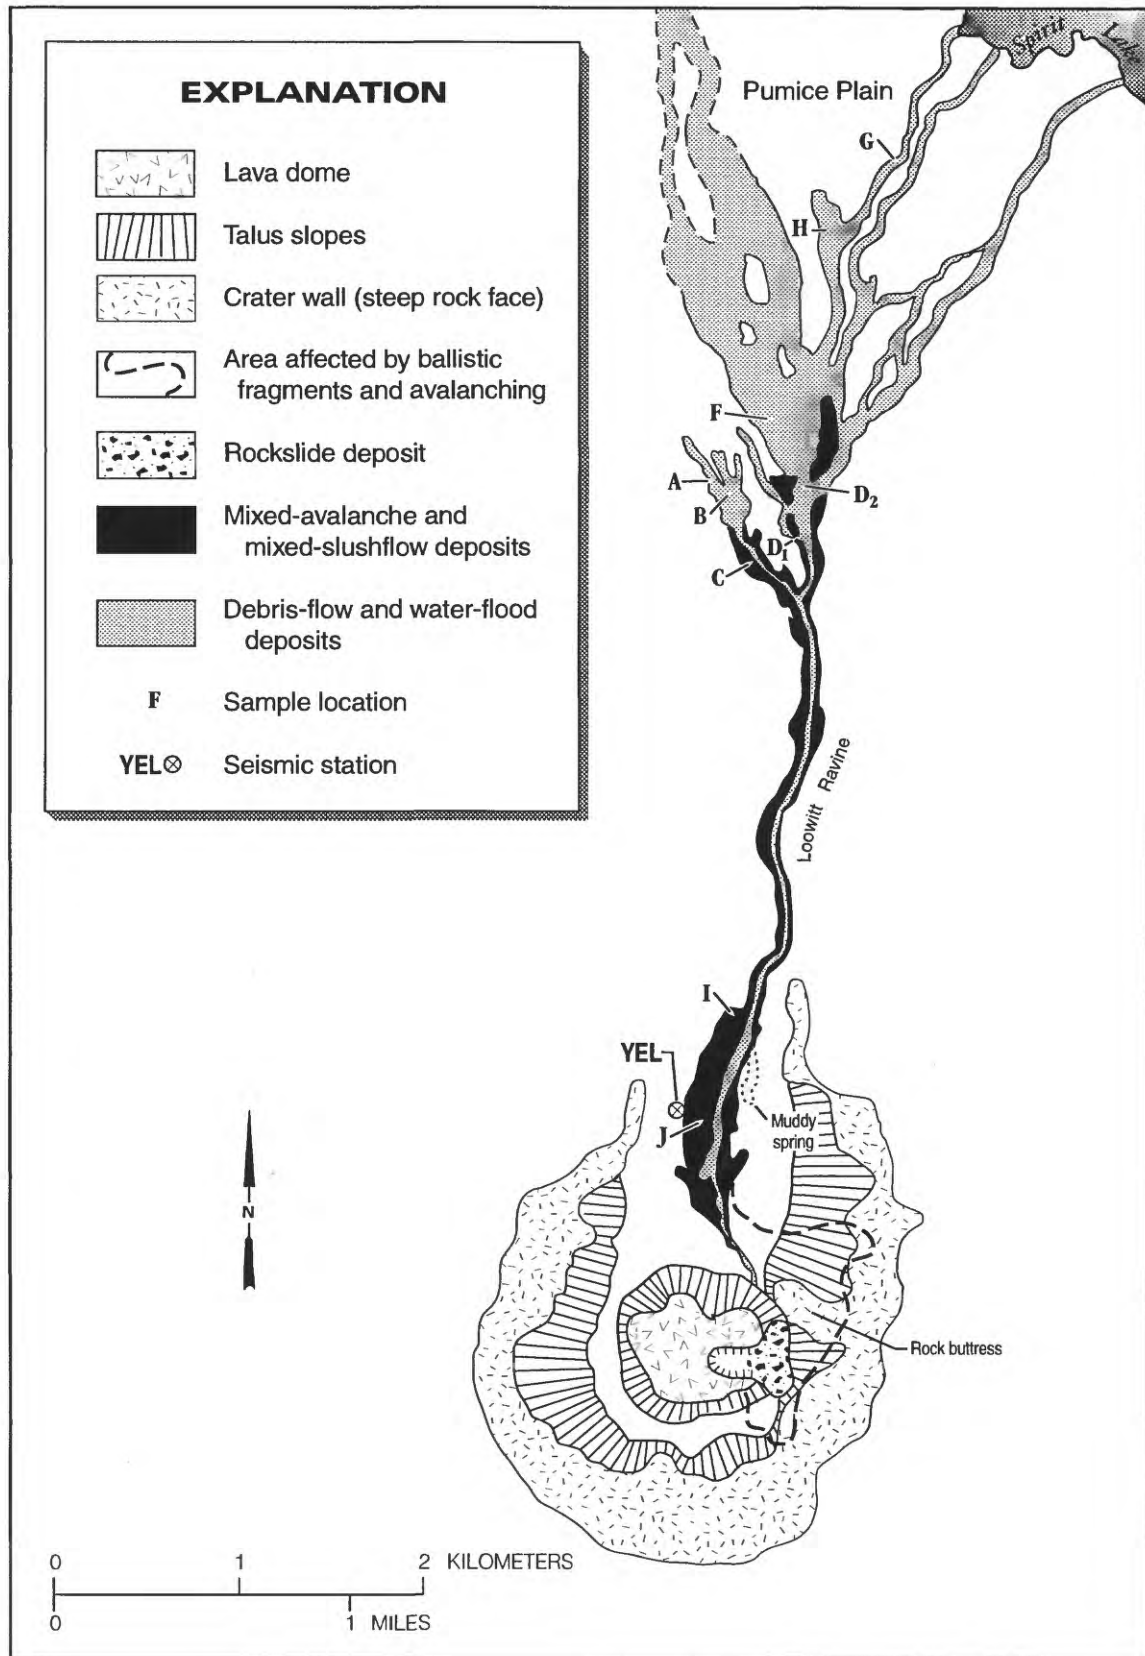 EXPLANATION
Lava dome
Talus slopes
Crater wall (steep rock face)
Area affected by ballistic
fragments and avalanching
Rockslide deposit
Mixed-avalanche and
mixed-slushflow deposits
Debris-flow and water-flood
deposits
F Sample location
YEL Seismic station
Spirit Lake
Pumice Plain
G
H
F
A
B
D2
D1
C
Loowitt Ravine
I
YEL
J
Muddy
spring
N
Rock buttress
0 1 2 KILOMETERS
0 1 MILES